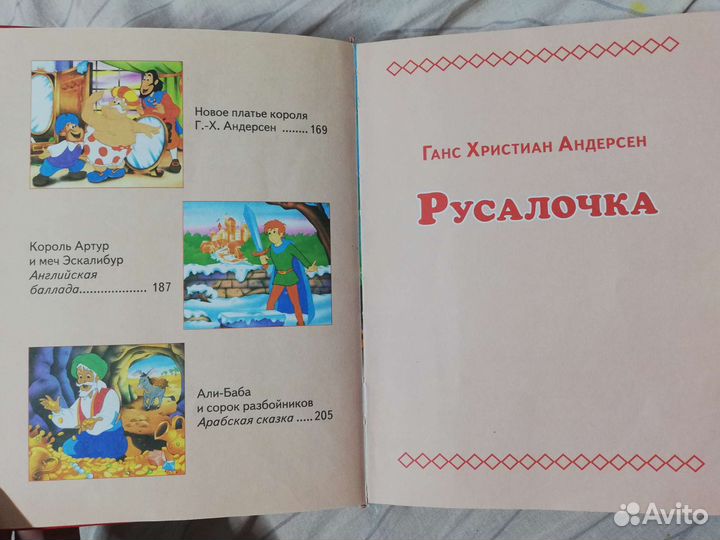 Новое платье короля
Г.-Х. Андерсен ........169
Король Артур
и меч Эскалибур
Английская
баллада................... 187
Али-Баба
и сорок разбойников
Арабская сказка .....205
Ганс Христиан Андерсен
Русалочка
Avito